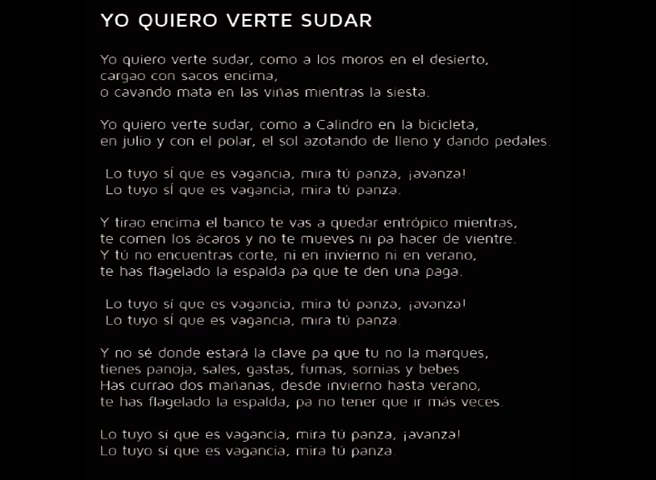 YO QUIERO VERTE SUDAR
Yo quiero verte sudar, como a los moros en el desierto,
cargao con sacos encima,
o cavando mata en las viñas mientras la siesta.
Yo quiero verte sudar, como a Calindro en la bicicleta,
en julio y con el polar, el sol azotando de lleno y dando pedales.
Lo tuyo sÍ que es vagancia, mira tú panza, ¡avanza!
Lo tuyo sÍ que es vagancia, mira tú panza.
Y tirao encima el banco te vas a quedar entrópico mientras,
te comen los ácaros y no te mueves ni pa hacer de vientre.
Y tú no encuentras corte, ni en invierno ni en verano,
te has flagelado la espalda pa que te den una paga.
Lo tuyo sí que es vagancia, mira tú panza, ¡avanza!
Lo tuyo sÍ que es vagancia, mira tú panza.
Y no sé donde estará la clave pa que tu no la marques,
tienes panoja, sales, gastas, fumas, sornias y bebes.
Has currao dos mañanas, desde invierno hasta verano,
te has flagelado la espalda, pa no tener que ir más veces.
Lo tuyo sí que es vagancia, mira tú panza, ¡avanza!
Lo tuyo sí que es vagancia, mira tú panza.